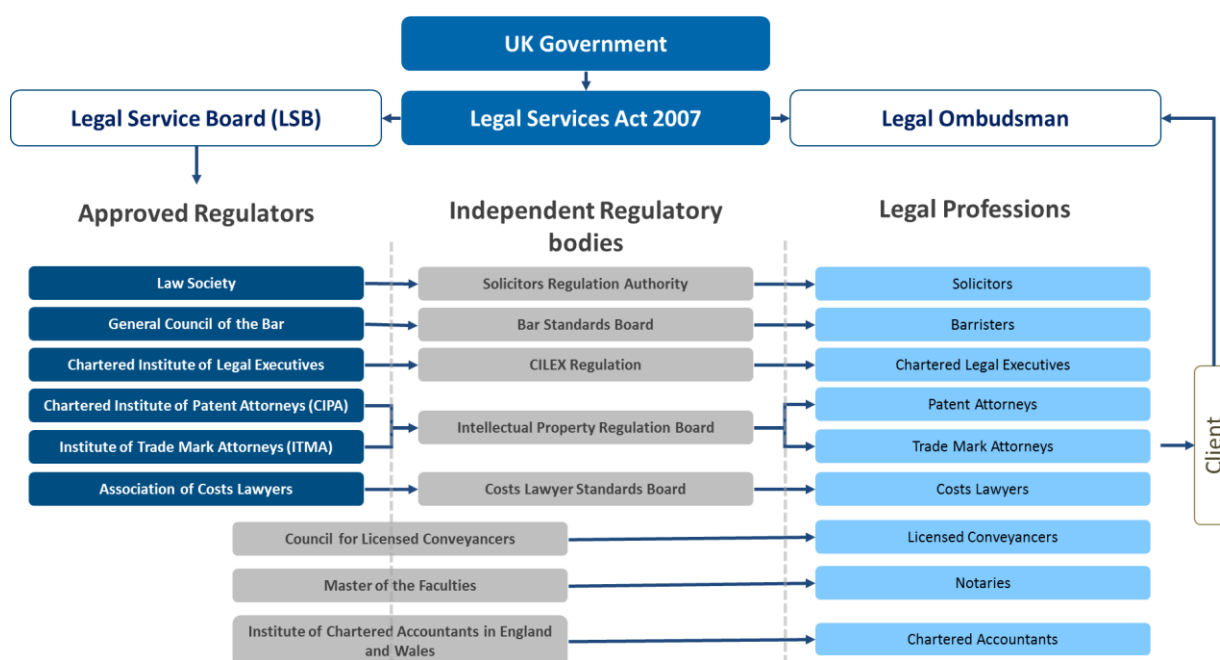 UK Government
Legal Service Board (LSB)
Legal Services Act 2007
Legal Ombudsman
Approved Regulators
Independent Regulatory
bodies
Legal Professions
Law Society
Solicitors Regulation Authority
Solicitors
General Council of the Bar
Bar Standards Board
Barristers
Chartered Institute of Legal Executives
CILEX Regulation
Chartered Legal Executives
Chartered Institute of Patent Attorneys (CIPA)
Patent Attorneys
Intellectual Property Regulation Board
Institute of Trade Mark Attorneys (ITMA)
Trade Mark Attorneys
Client
Association of Costs Lawyers
Costs Lawyer Standards Board
Costs Lawyers
Council for Licensed Conveyancers
Licensed Conveyancers
Master of the Faculties
Notaries
Institute of Chartered Accountants in England
and Wales
Chartered Accountants